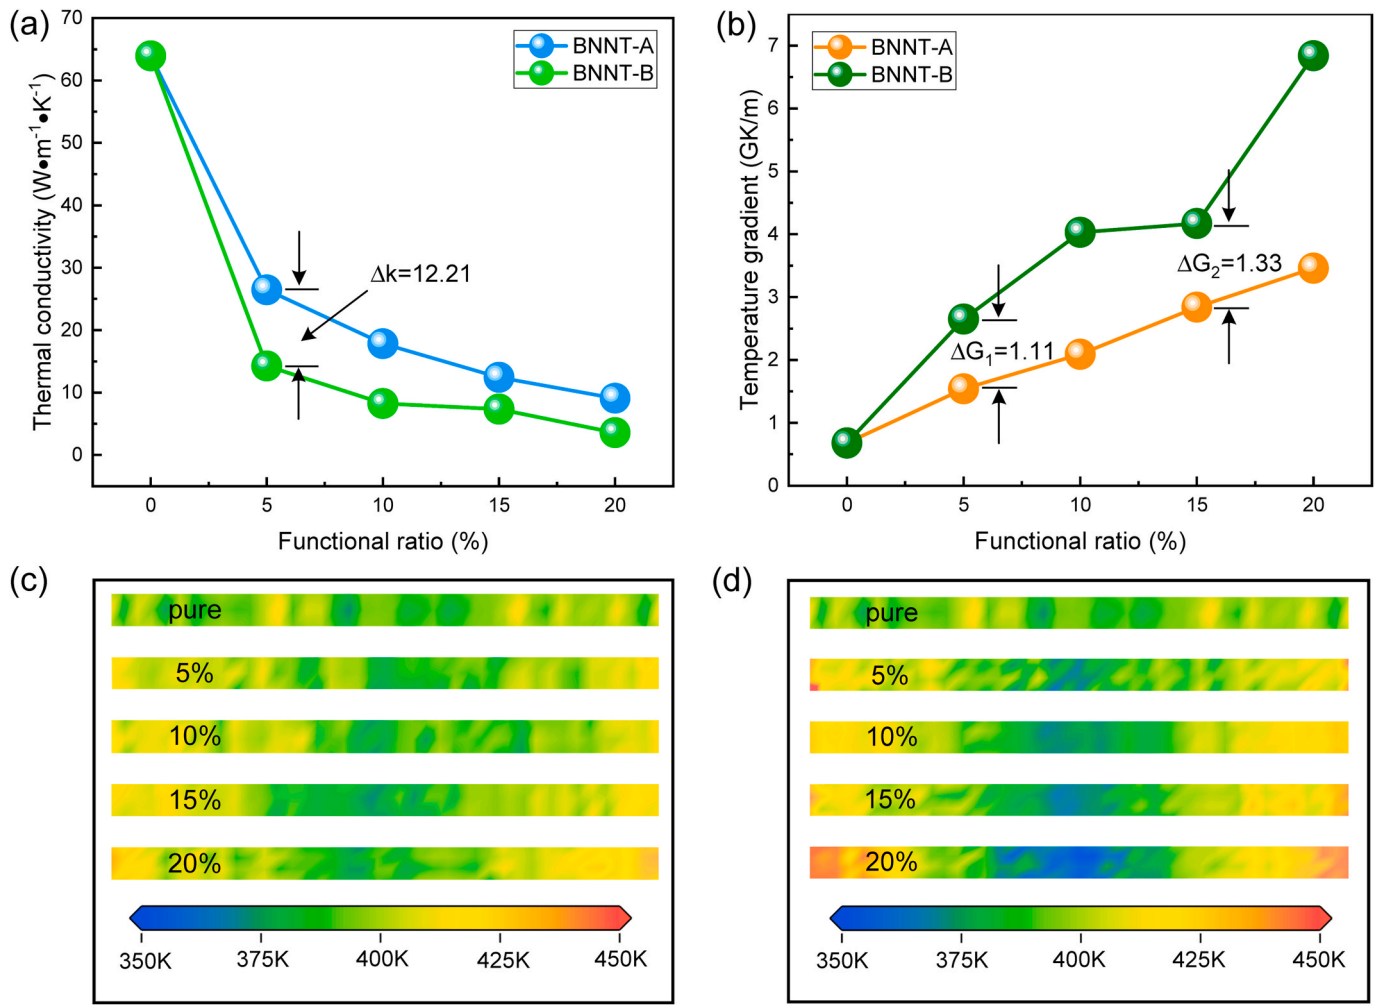 (a)
70
60
50
40
30
20
10
0
Thermal conductivity (W•m⁻¹•K⁻¹)
BNNT-A
BNNT-B
Δk=12.21
0 5 10 15 20
Functional ratio (%)
(b)
7
6
5
4
3
2
1
0
Temperature gradient (GK/m)
BNNT-A
BNNT-B
ΔG₂=1.33
ΔG₁=1.11
0 5 10 15 20
Functional ratio (%)
(c)
pure
5%
10%
15%
20%
350K 375K 400K 425K 450K
(d)
pure
5%
10%
15%
20%
350K 375K 400K 425K 450K